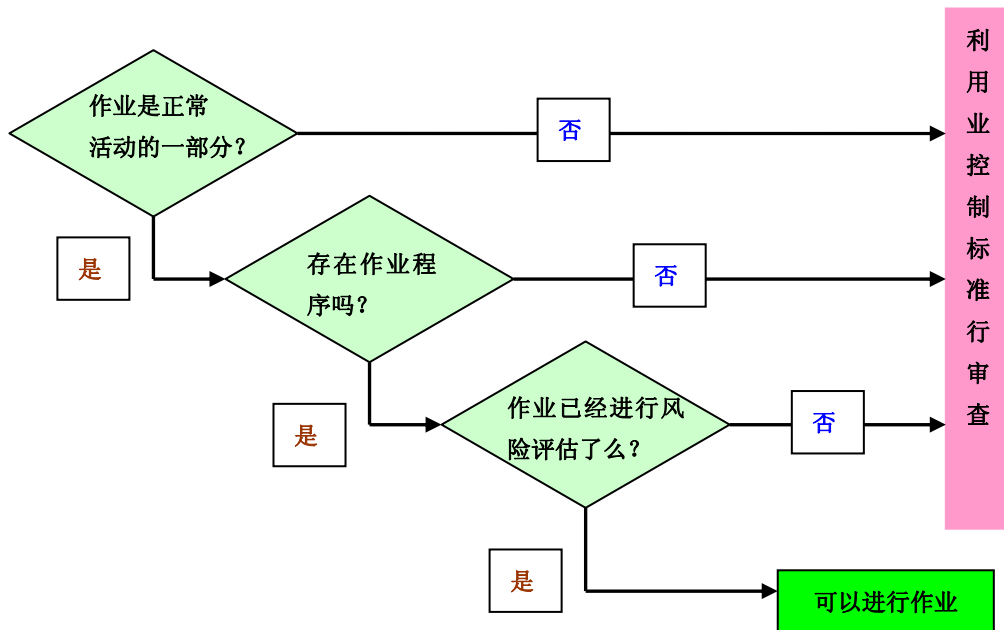 作业是正常
活动的一部分？
否
是
存在作业程
序吗？
否
是
作业已经进行风
险评估了么？
否
是
可以进行作业
利
用
业
控
制
标
准
行
审
查